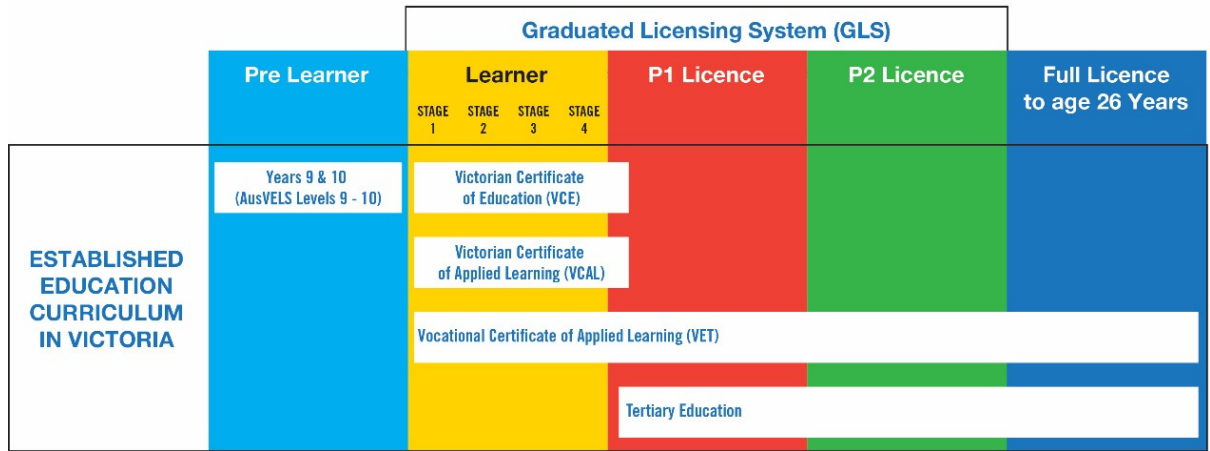 Graduated Licensing System (GLS)
Pre Learner
Learner
P1 Licence
P2 Licence
Full Licence
to age 26 Years
STAGE
1
STAGE
2
STAGE
3
STAGE
4
ESTABLISHED
EDUCATION
CURRICULUM
IN VICTORIA
Years 9 & 10
(AusVELS Levels 9 - 10)
Victorian Certificate
of Education (VCE)
Victorian Certificate
of Applied Learning (VCAL)
Vocational Certificate of Applied Learning (VET)
Tertiary Education